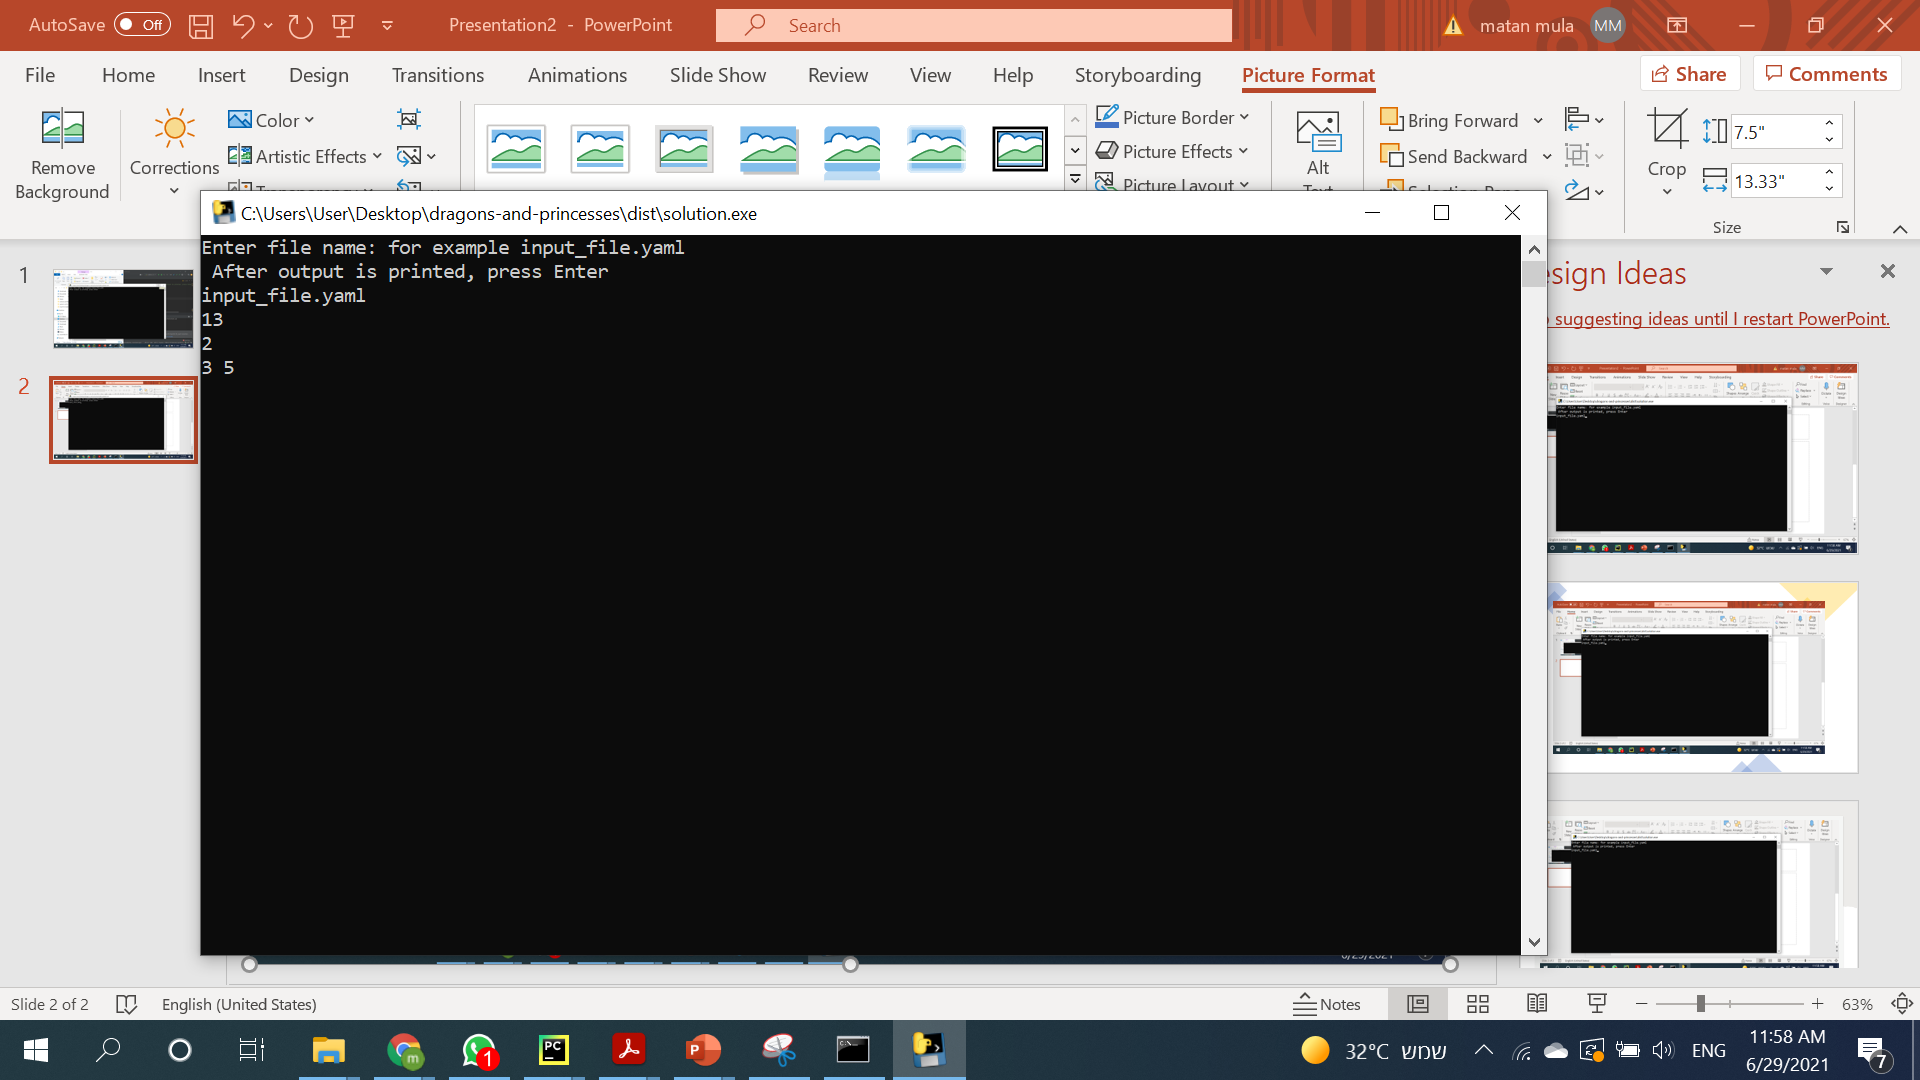 AutoSave Off Presentation2 - PowerPoint Search matan mula MM
File Home Insert Design Transitions Animations Slide Show Review View Help Storyboarding Picture Format Share Comments
Remove Background
Corrections
Color
Artistic Effects
Picture Border
Picture Effects
Picture Layout
Alt
Bring Forward
Send Backward
Crop
7.5"
13.33"
Size
C:\Users\User\Desktop\dragons-and-princesses\dist\solution.exe
Enter file name: for example input_file.yaml
After output is printed, press Enter
input_file.yaml
13
2
3 5
1
2
sign Ideas
suggesting ideas until I restart PowerPoint.
Slide 2 of 2 English (United States) Notes 63%
1
32°C שמש ENG 11:58 AM
6/29/2021
7